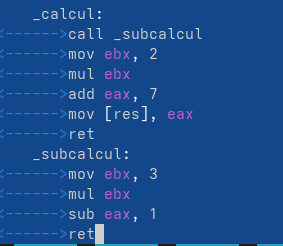 _calcul:
<------>call _subcalcul
<------>mov ebx, 2
<------>mul ebx
<------>add eax, 7
<------>mov [res], eax
<------>ret
_subcalcul:
<------>mov ebx, 3
<------>mul ebx
<------>sub eax, 1
<------>ret